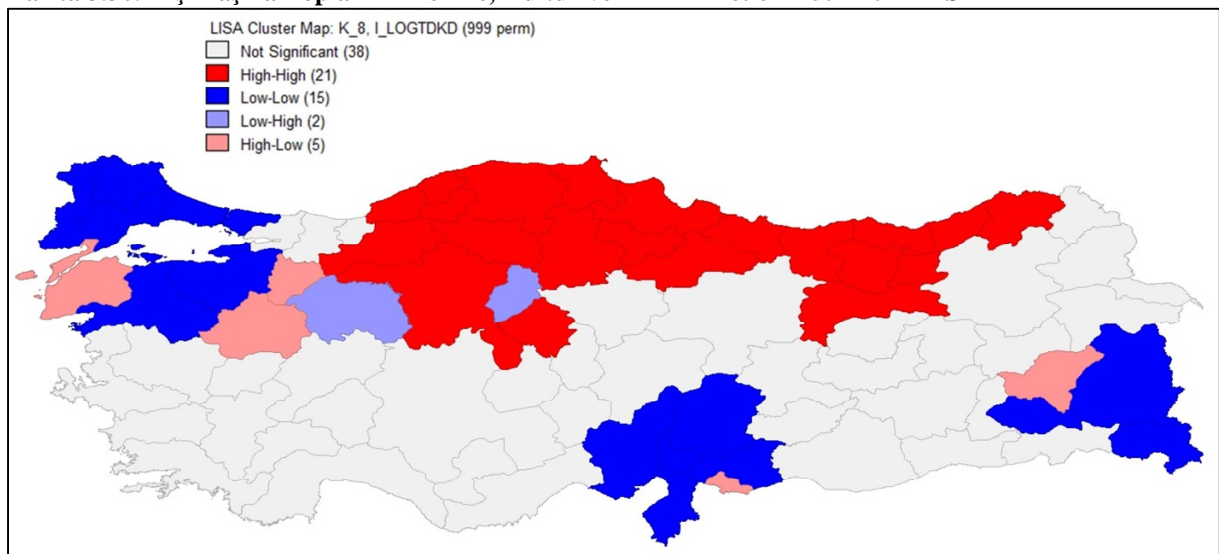 LISA Cluster Map: K_8, I_LOGTDKD (999 perm)
Not Significant (38)
High-High (21)
Low-Low (15)
Low-High (2)
High-Low (5)